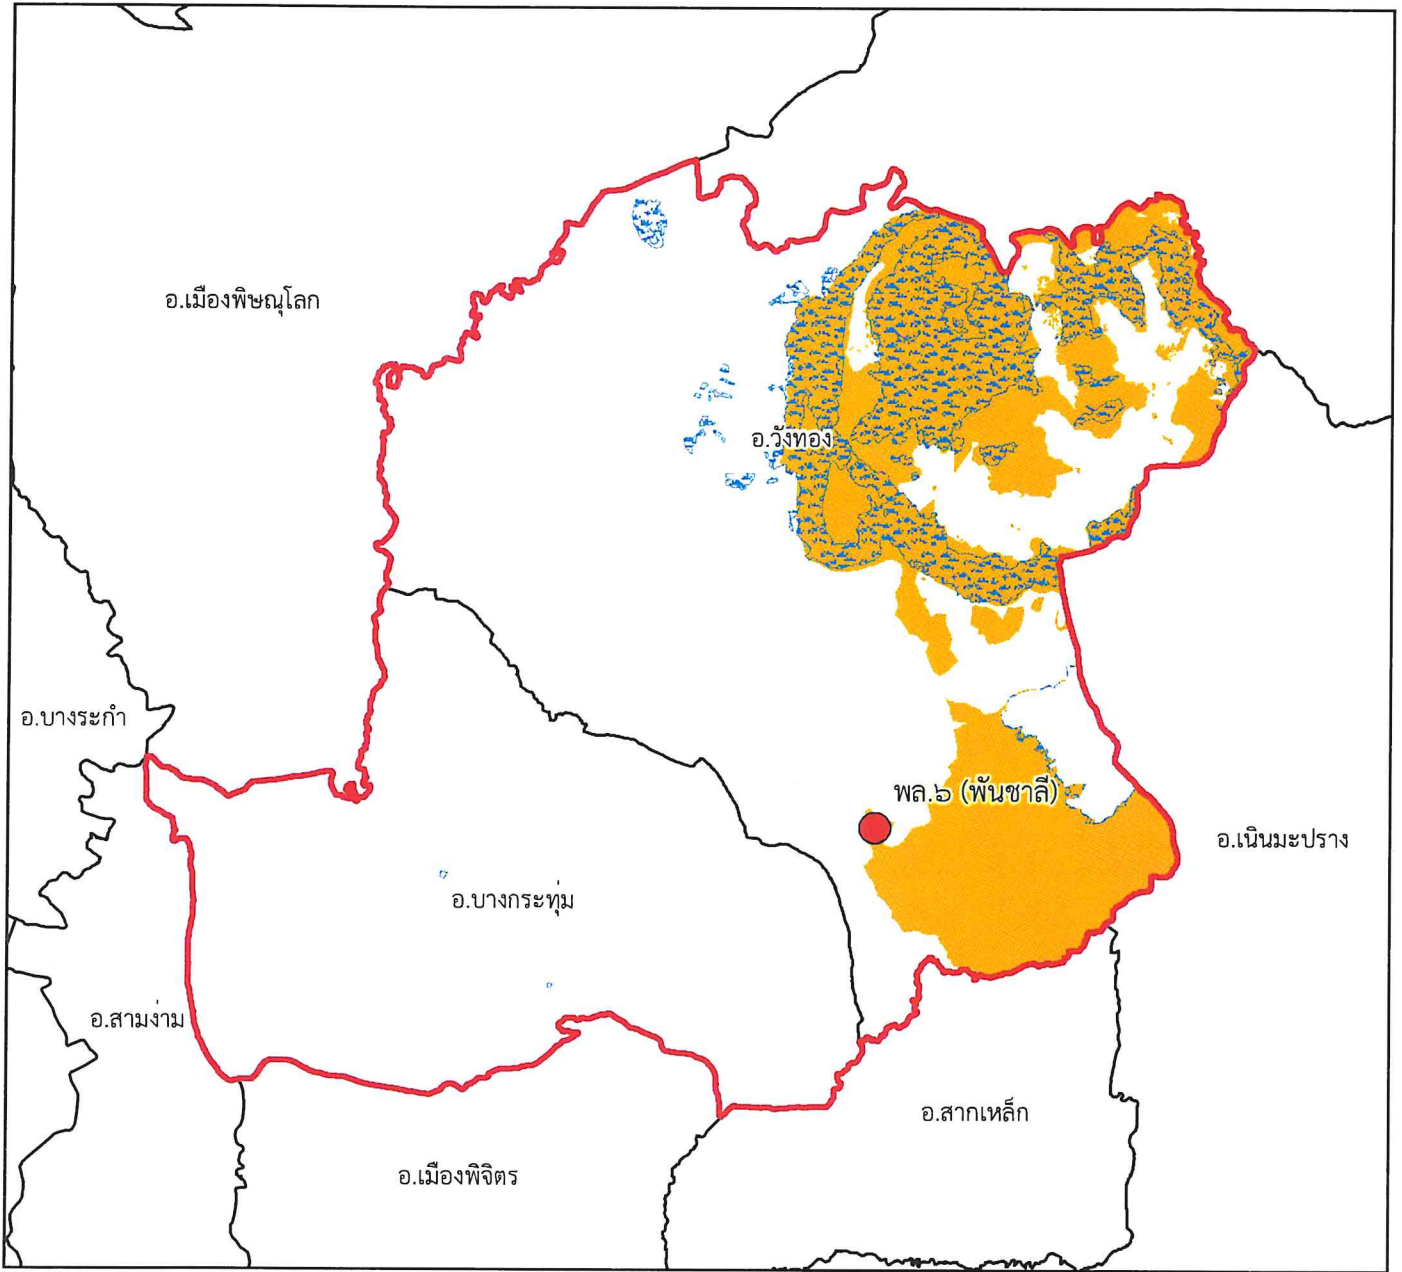 อ.เมืองพิษณุโลก
อ.วังทอง
อ.บางระกำ
พล.๖ (พันชาลี)
อ.เนินมะปราง
อ.บางกระทุ่ม
อ.สามง่าม
อ.สากเหล็ก
อ.เมืองพิจิตร